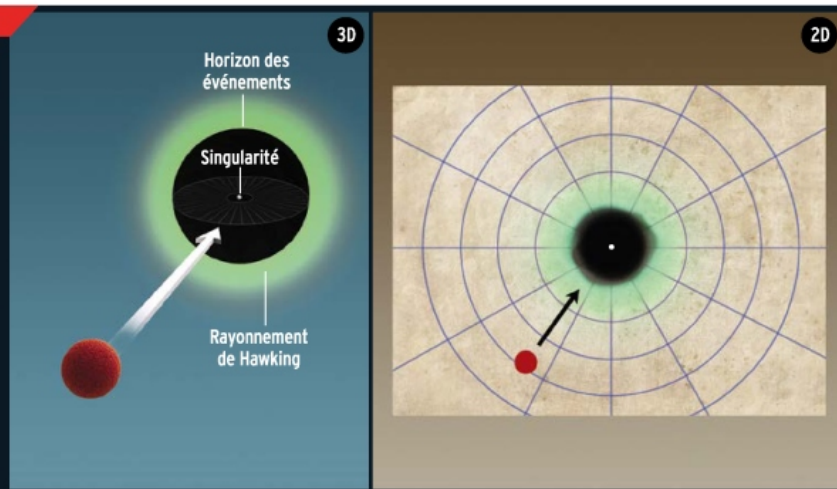 3D
Horizon des
événements
Singularité
Rayonnement
de Hawking
2D